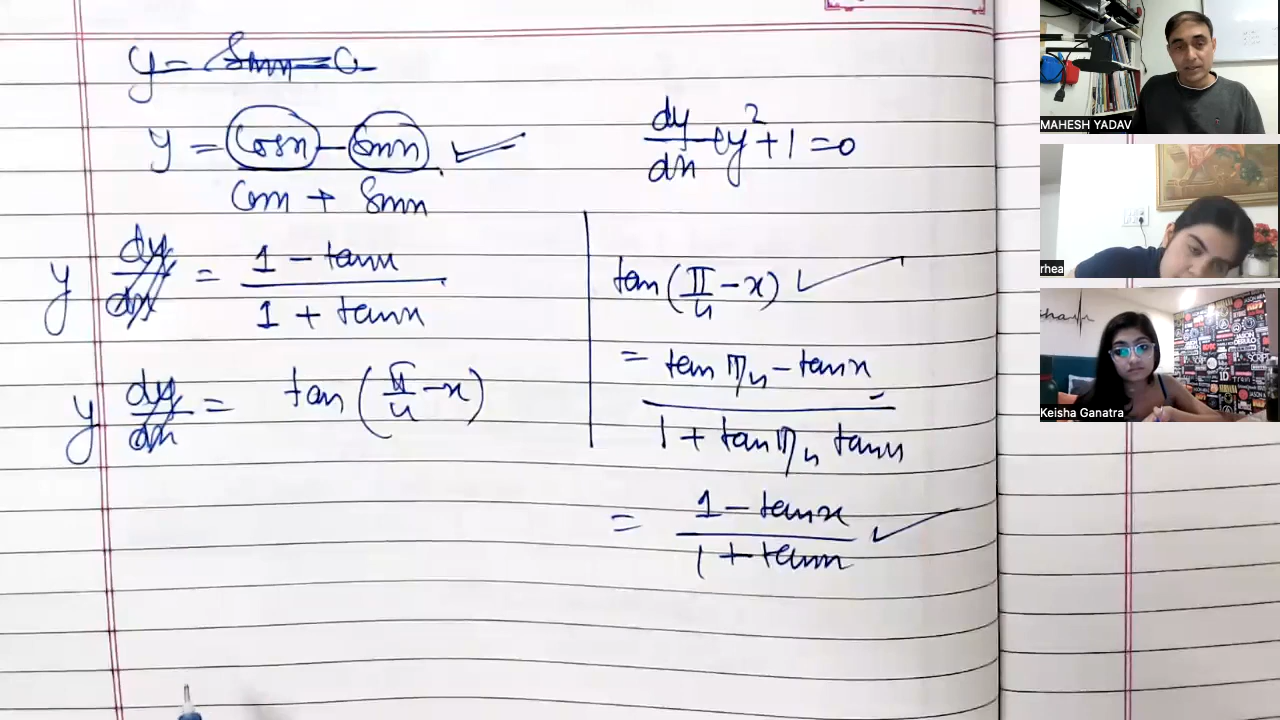 y = Sinx - C
y = Cosx - Sinx
Cosx + Sinx
dy/dx + y² + 1 = 0
y dy/dx = 1 - tanx
1 + tanx
y dy/dx = tan(π/4 - x)
tan(π/4 - x)
= tan π/4 - tanx
1 + tan π/4 tanx
= 1 - tanx
1 + tanx
MAHESH YADAV
rhea
Keisha Ganatra